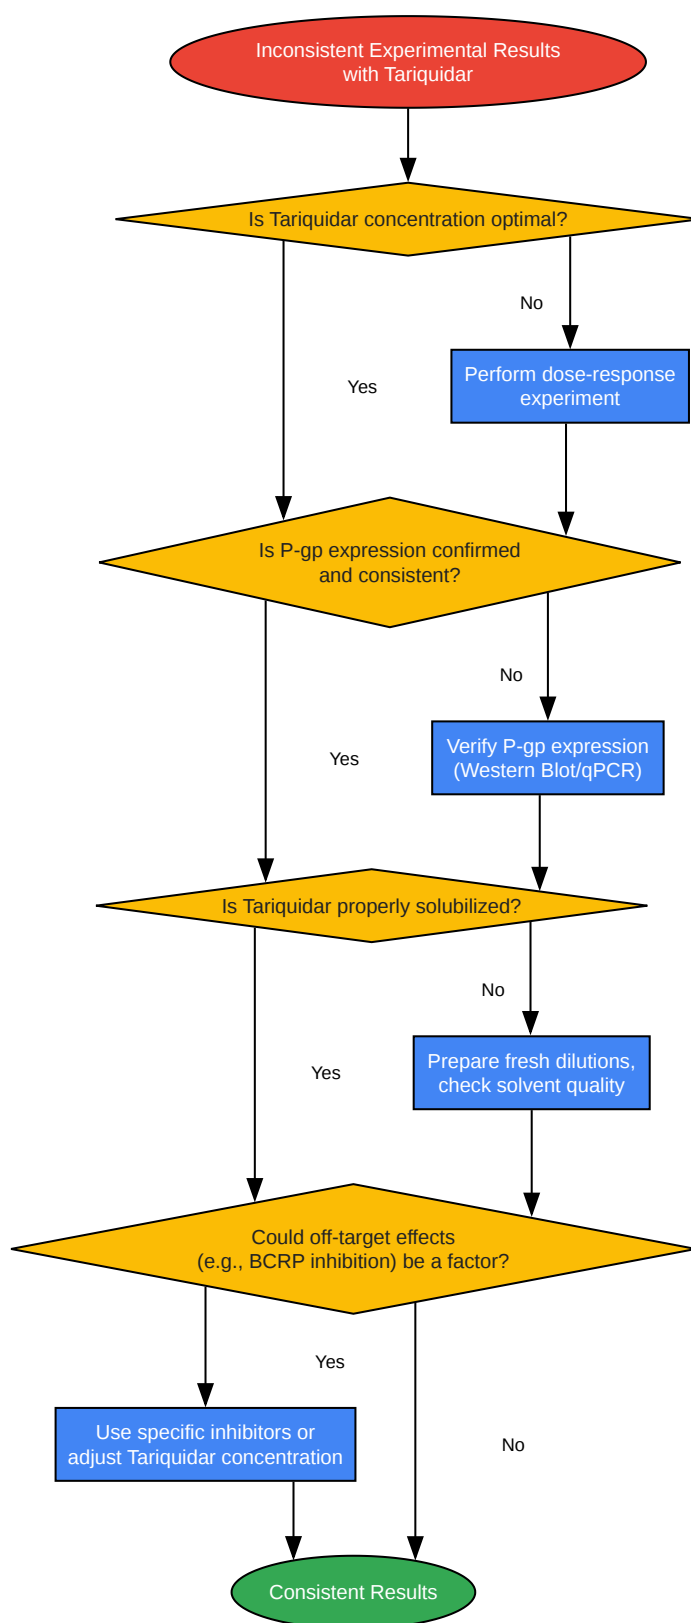 Inconsistent Experimental Results
with Tariquidar
Is Tariquidar concentration optimal?
No
Perform dose-response
experiment
Yes
Is P-gp expression confirmed
and consistent?
No
Verify P-gp expression
(Western Blot/qPCR)
Yes
Is Tariquidar properly solubilized?
No
Prepare fresh dilutions,
check solvent quality
Yes
Could off-target effects
(e.g., BCRP inhibition) be a factor?
Yes
Use specific inhibitors or
adjust Tariquidar concentration
No
Consistent Results